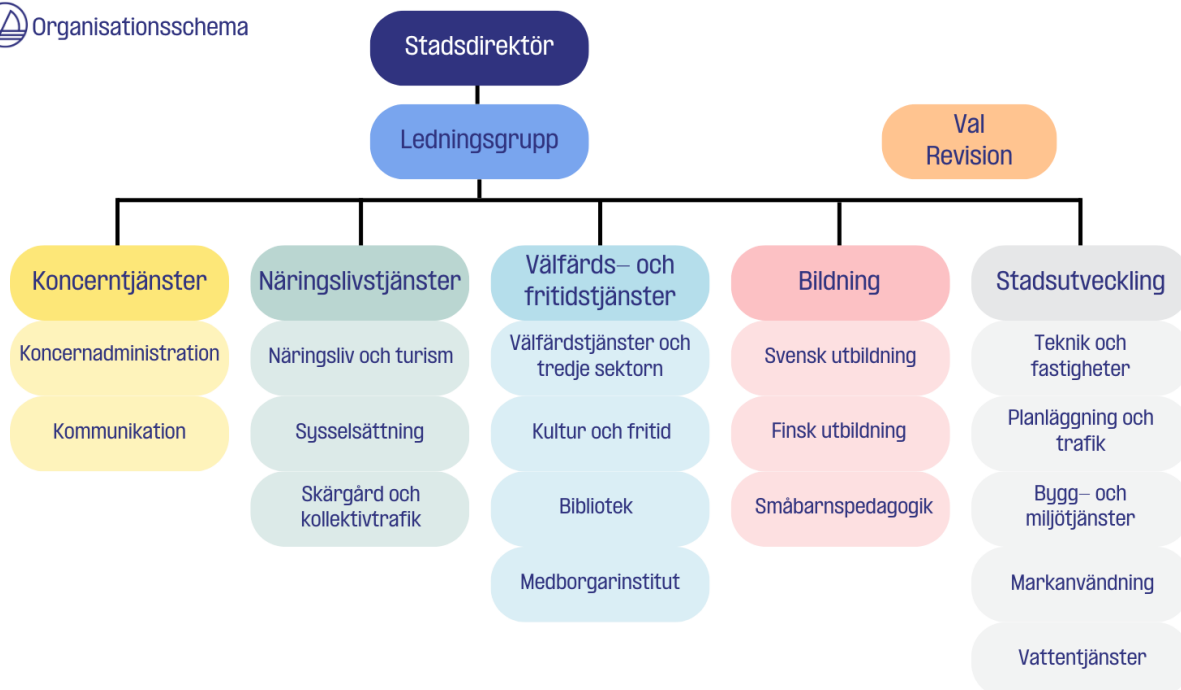 Organisationsschema
Stadsdirektör
Ledningsgrupp
Val
Revision
Koncerntjänster
Koncernadministration
Kommunikation
Näringslivstjänster
Näringsliv och turism
Sysselsättning
Skärgård och
kollektivtrafik
Välfärds– och
fritidstjänster
Välfärdstjänster och
tredje sektorn
Kultur och fritid
Bibliotek
Medborgarinstitut
Bildning
Svensk utbildning
Finsk utbildning
Småbarnspedagogik
Stadsutveckling
Teknik och
fastigheter
Planläggning och
trafik
Bygg– och
miljötjänster
Markanvändning
Vattentjänster